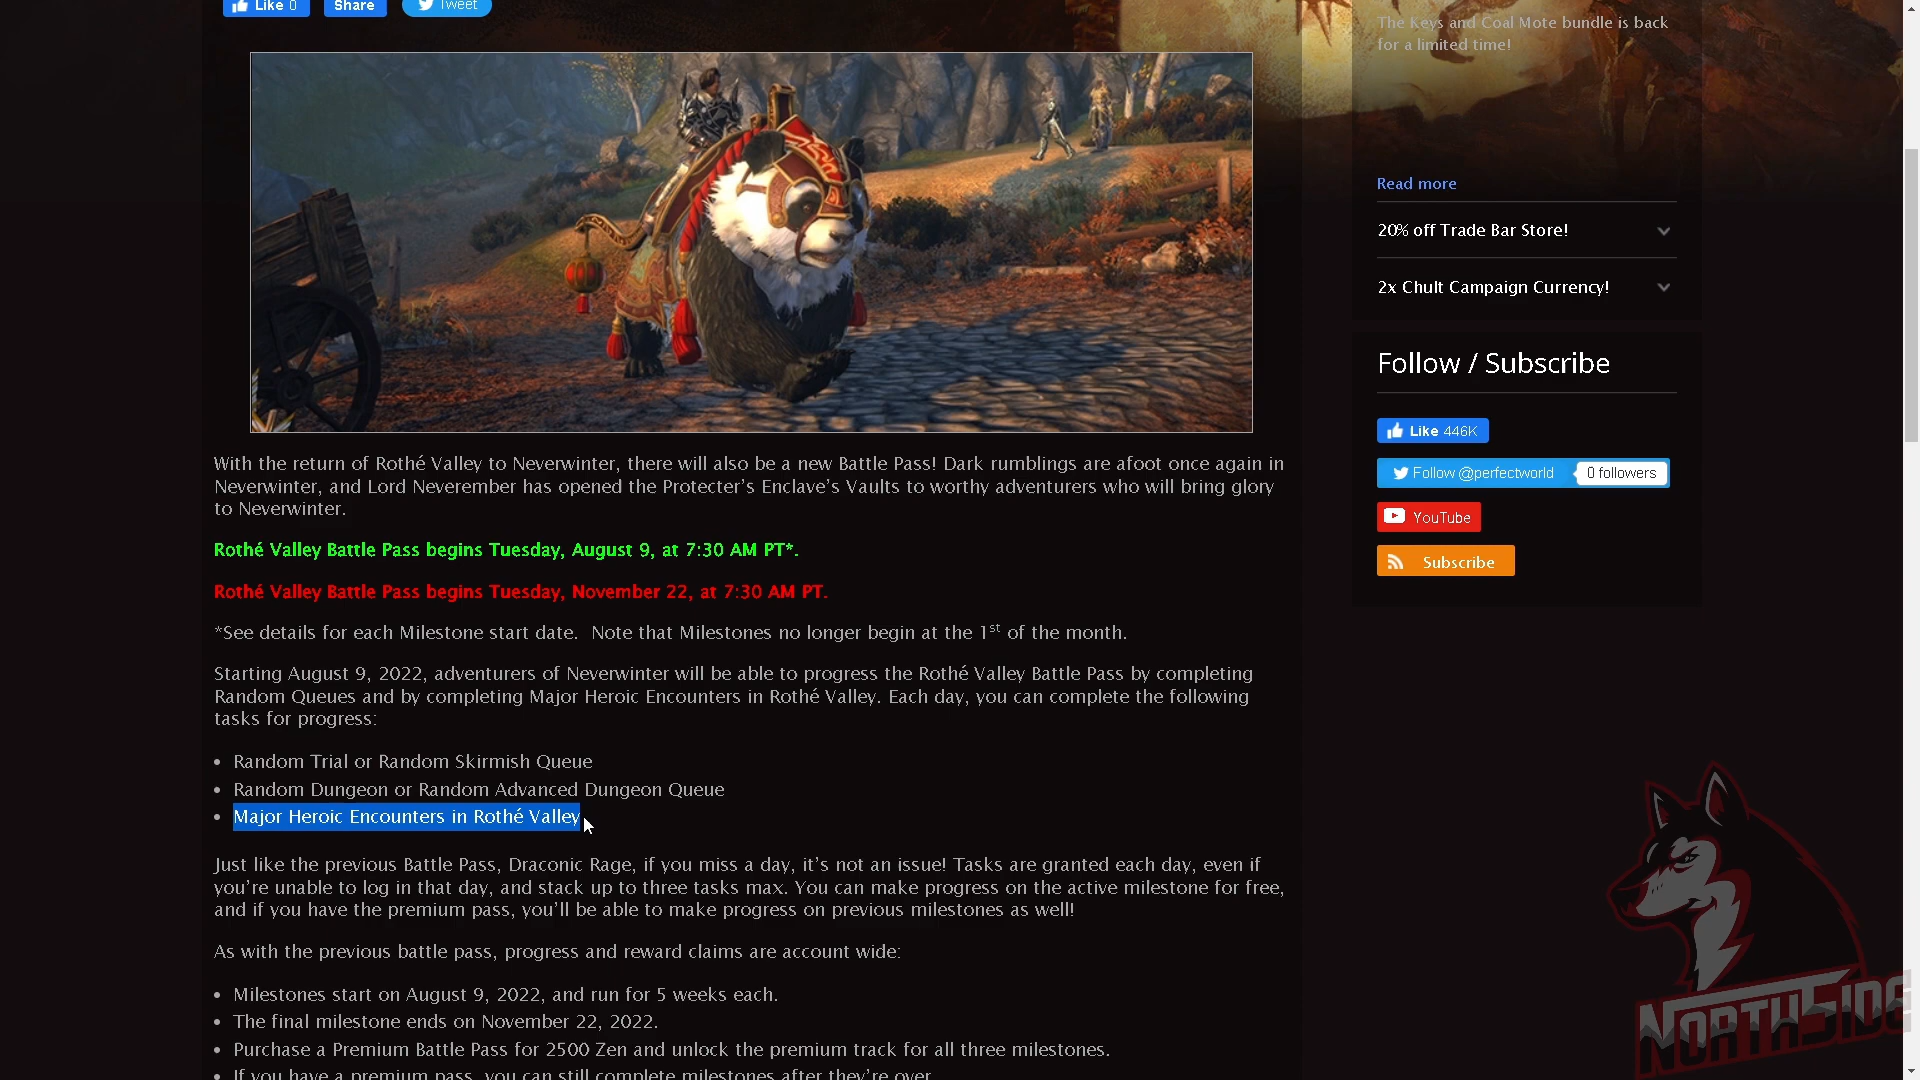 Like 0
Share
Tweet
The Keys and Coal Mote bundle is back
for a limited time!
Read more
20% off Trade Bar Store!
2x Chult Campaign Currency!
Follow / Subscribe
Like 446K
Follow @perfectworld
0 followers
YouTube
Subscribe
With the return of Rothé Valley to Neverwinter, there will also be a new Battle Pass! Dark rumblings are afoot once again in
Neverwinter, and Lord Neverember has opened the Protecter's Enclave's Vaults to worthy adventurers who will bring glory
to Neverwinter.
Rothé Valley Battle Pass begins Tuesday, August 9, at 7:30 AM PT*.
Rothé Valley Battle Pass begins Tuesday, November 22, at 7:30 AM PT.
*See details for each Milestone start date.  Note that Milestones no longer begin at the 1st of the month.
Starting August 9, 2022, adventurers of Neverwinter will be able to progress the Rothé Valley Battle Pass by completing
Random Queues and by completing Major Heroic Encounters in Rothé Valley. Each day, you can complete the following
tasks for progress:
• Random Trial or Random Skirmish Queue
• Random Dungeon or Random Advanced Dungeon Queue
• Major Heroic Encounters in Rothé Valley
Just like the previous Battle Pass, Draconic Rage, if you miss a day, it's not an issue! Tasks are granted each day, even if
you're unable to log in that day, and stack up to three tasks max. You can make progress on the active milestone for free,
and if you have the premium pass, you'll be able to make progress on previous milestones as well!
As with the previous battle pass, progress and reward claims are account wide:
• Milestones start on August 9, 2022, and run for 5 weeks each.
• The final milestone ends on November 22, 2022.
• Purchase a Premium Battle Pass for 2500 Zen and unlock the premium track for all three milestones.
• If you have a premium pass, you can still complete milestones after they're over.
NORTHSIDE